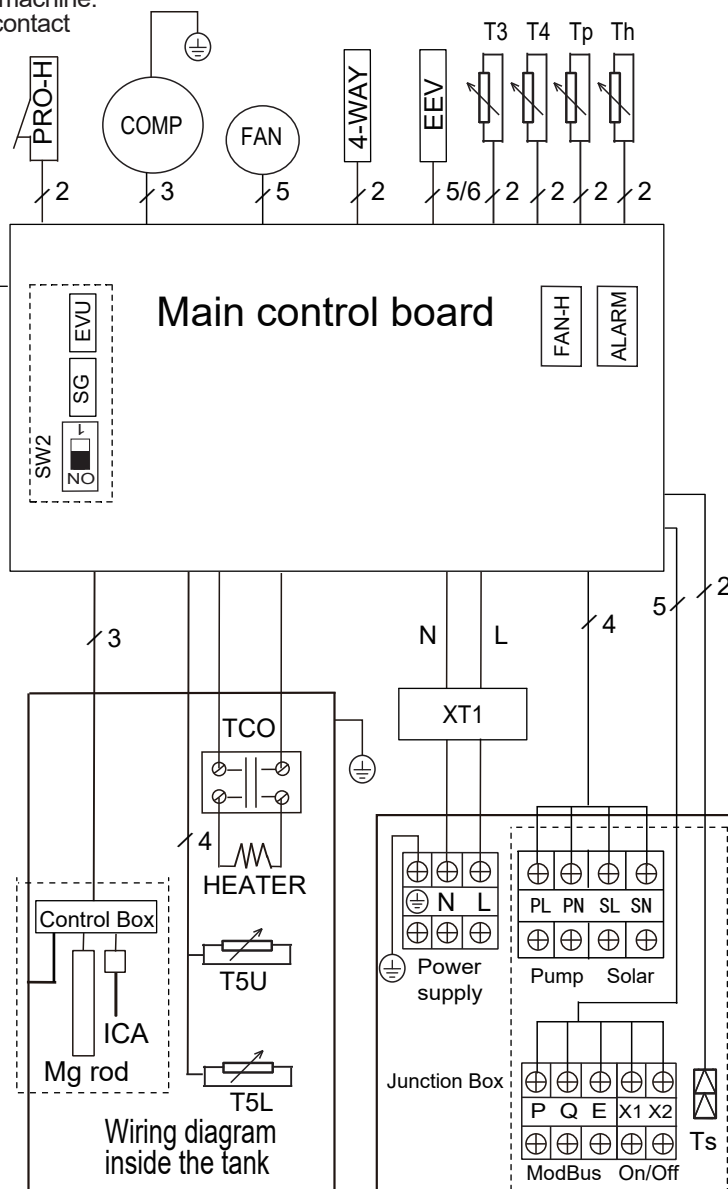 machine.
contact
T3 T4 Tp Th
PRO-H
COMP
FAN
4-WAY
EEV
2 3 5 2 5/6 2 2 2 2
Main control board
EVU
SG
SW2
1
ON
FAN-H
ALARM
3
N L
4
5
2
XT1
TCO
4
HEATER
Control Box
ICA
Mg rod
T5U
T5L
Wiring diagram
inside the tank
N L
Power
supply
PL PN SL SN
Pump Solar
Junction Box
P Q E X1 X2
ModBus On/Off
Ts